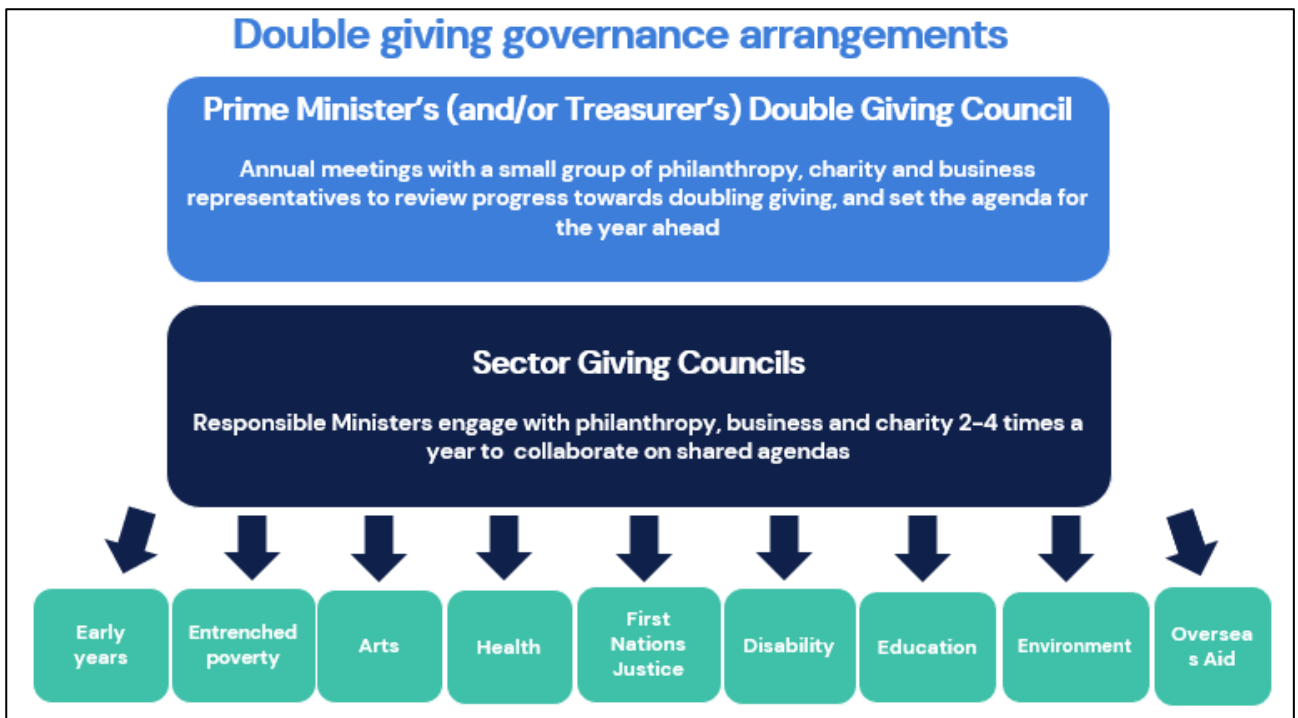 Double giving governance arrangements
Prime Minister's (and/or Treasurer's) Double Giving Council
Annual meetings with a small group of philanthropy, charity and business
representatives to review progress towards doubling giving, and set the agenda for
the year ahead
Sector Giving Councils
Responsible Ministers engage with philanthropy, business and charity 2-4 times a
year to collaborate on shared agendas
Early
years
Entrenched
poverty
Arts
Health
First
Nations
Justice
Disability
Education
Environment
Oversea
s Aid